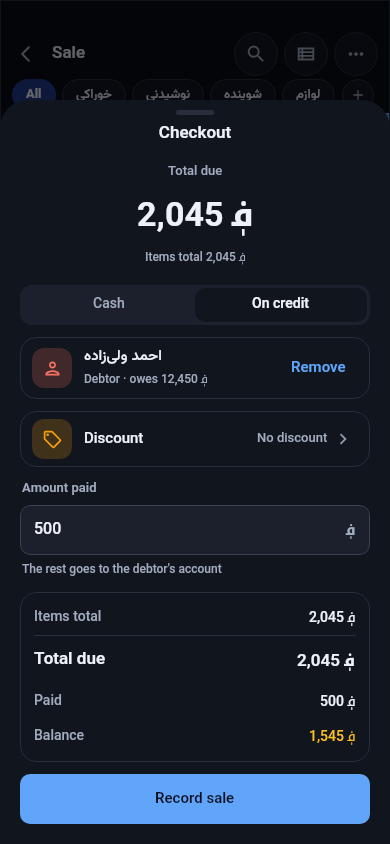 Sale
All
خوراکی
نوشیدنی
شوینده
لوازم
+
Checkout
Total due
2,045 ؋
Items total 2,045 ؋
Cash
On credit
احمد ولی‌زاده
Debtor · owes 12,450 ؋
Remove
Discount
No discount
Amount paid
500 ؋
The rest goes to the debtor's account
Items total 2,045 ؋
Total due 2,045 ؋
Paid 500 ؋
Balance 1,545 ؋
Record sale